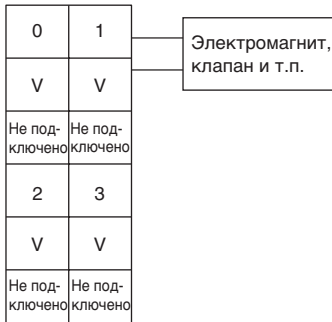 0 1
Электромагнит,
клапан и т.п.
V V
Не под- Не под-
ключено ключено
2 3
V V
Не под- Не под-
ключено ключено